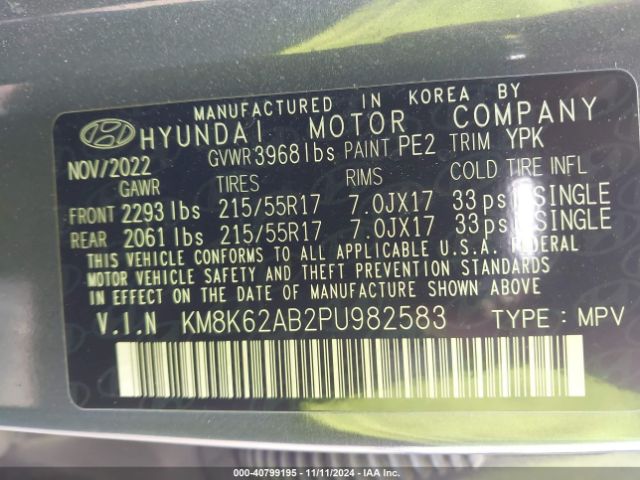 MANUFACTURED IN KOREA BY
HYUNDAI MOTOR COMPANY
NOV/2022 GVWR 3968 lbs PAINT PE2 TRIM YPK
GAWR TIRES RIMS COLD TIRE INFL
FRONT 2293 lbs 215/55R17 7.0JX17 33 psi SINGLE
REAR 2061 lbs 215/55R17 7.0JX17 33 psi SINGLE
THIS VEHICLE CONFORMS TO ALL APPLICABLE U.S.A. FEDERAL
MOTOR VEHICLE SAFETY AND THEFT PREVENTION STANDARDS
IN EFFECT ON THE DATE OF MANUFACTURE SHOWN ABOVE
V.I.N KM8K62AB2PU982583 TYPE : MPV
000-40799195 - 11/11/2024 - IAAI.COM